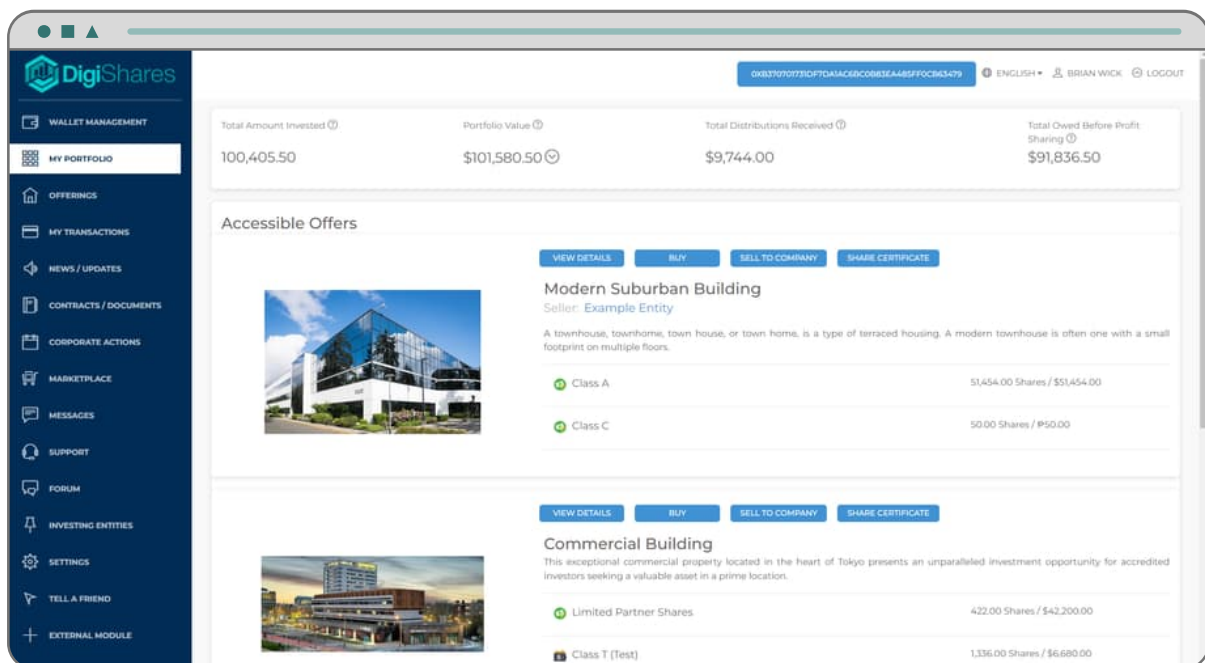 DigiShares
0XB3707017731DF7DA1AC6BC0B83EA485FF0CB63479
ENGLISH
BRIAN WICK
LOGOUT
WALLET MANAGEMENT
MY PORTFOLIO
OFFERINGS
MY TRANSACTIONS
NEWS / UPDATES
CONTRACTS / DOCUMENTS
CORPORATE ACTIONS
MARKETPLACE
MESSAGES
SUPPORT
FORUM
INVESTING ENTITIES
SETTINGS
TELL A FRIEND
EXTERNAL MODULE
Total Amount Invested
100,405.50
Portfolio Value
$101,580.50
Total Distributions Received
$9,744.00
Total Owed Before Profit
Sharing
$91,836.50
Accessible Offers
VIEW DETAILS
BUY
SELL TO COMPANY
SHARE CERTIFICATE
Modern Suburban Building
Seller: Example Entity
A townhouse, townhome, town house, or town home, is a type of terraced housing. A modern townhouse is often one with a small
footprint on multiple floors.
Class A
51,454.00 Shares / $51,454.00
Class C
50.00 Shares / ₱50.00
VIEW DETAILS
BUY
SELL TO COMPANY
SHARE CERTIFICATE
Commercial Building
This exceptional commercial property located in the heart of Tokyo presents an unparalleled investment opportunity for accredited
investors seeking a valuable asset in a prime location.
Limited Partner Shares
422.00 Shares / $42,200.00
Class T (Test)
1,336.00 Shares / $6,680.00